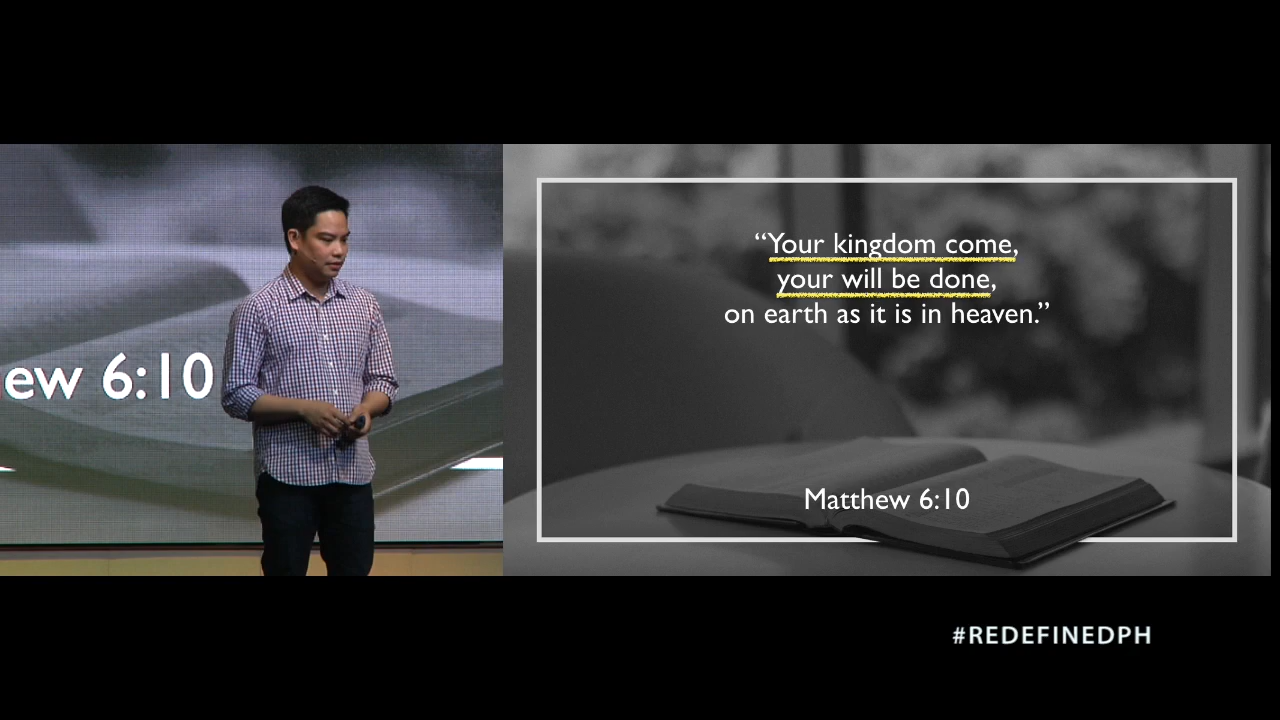 ew 6:10
“Your kingdom come,
your will be done,
on earth as it is in heaven.”
Matthew 6:10
#REDEFINEDPH